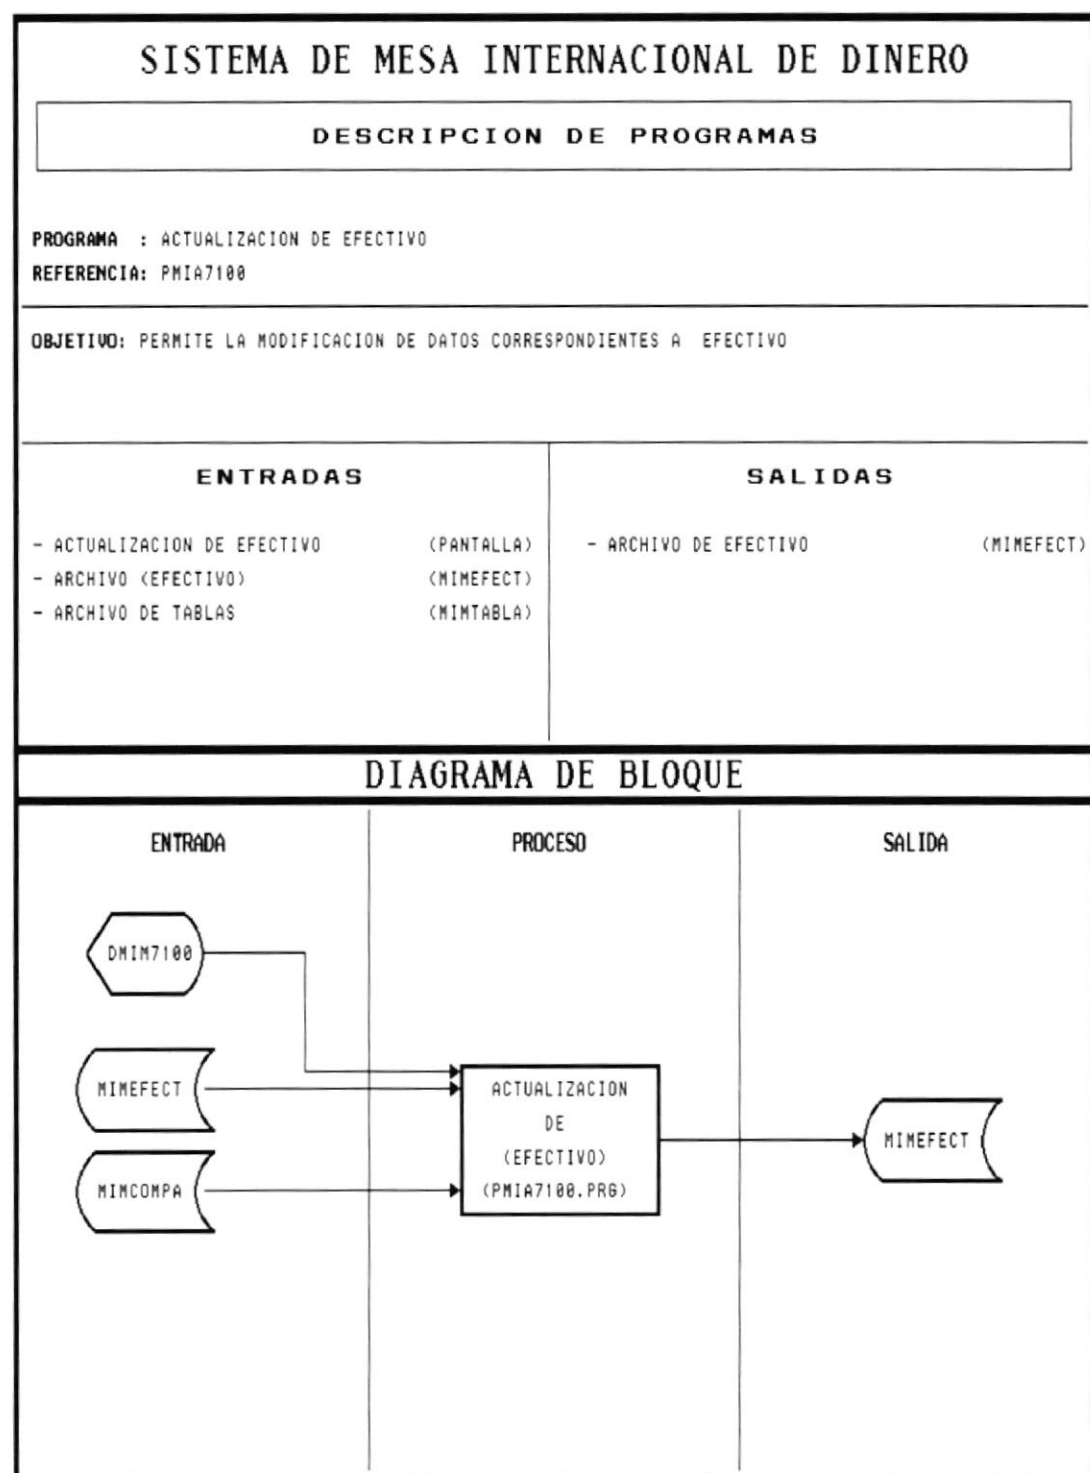 SISTEMA DE MESA INTERNACIONAL DE DINERO
DESCRIPCION DE PROGRAMAS
PROGRAMA : ACTUALIZACION DE EFECTIVO
REFERENCIA: PMIA7100
OBJETIVO: PERMITE LA MODIFICACION DE DATOS CORRESPONDIENTES A EFECTIVO
ENTRADAS
- ACTUALIZACION DE EFECTIVO (PANTALLA)
- ARCHIVO (EFECTIVO) (MIMEFECT)
- ARCHIVO DE TABLAS (MIMTABLA)
SALIDAS
- ARCHIVO DE EFECTIVO (MIMEFECT)
DIAGRAMA DE BLOQUE
ENTRADA
PROCESO
SALIDA
DMIM7100
MIMEFECT
MIMCOMPA
ACTUALIZACION
DE
(EFECTIVO)
(PMIA7100.PRG)
MIMEFECT